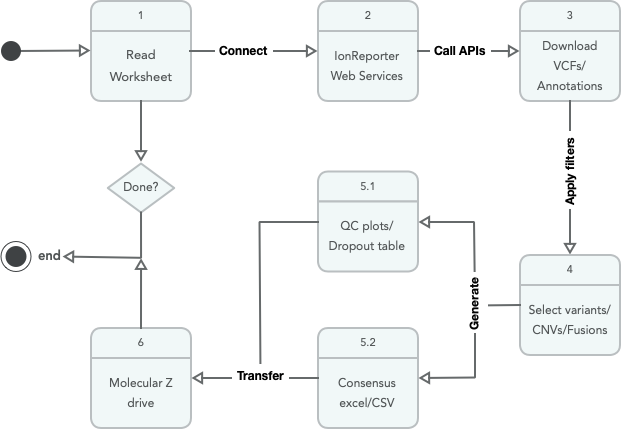 1
Read
Worksheet
Connect
2
IonReporter
Web Services
Call APIs
3
Download
VCFs/
Annotations
Apply filters
Done?
end
5.1
QC plots/
Dropout table
4
Select variants/
CNVs/Fusions
Generate
6
Molecular Z
drive
Transfer
5.2
Consensus
excel/CSV